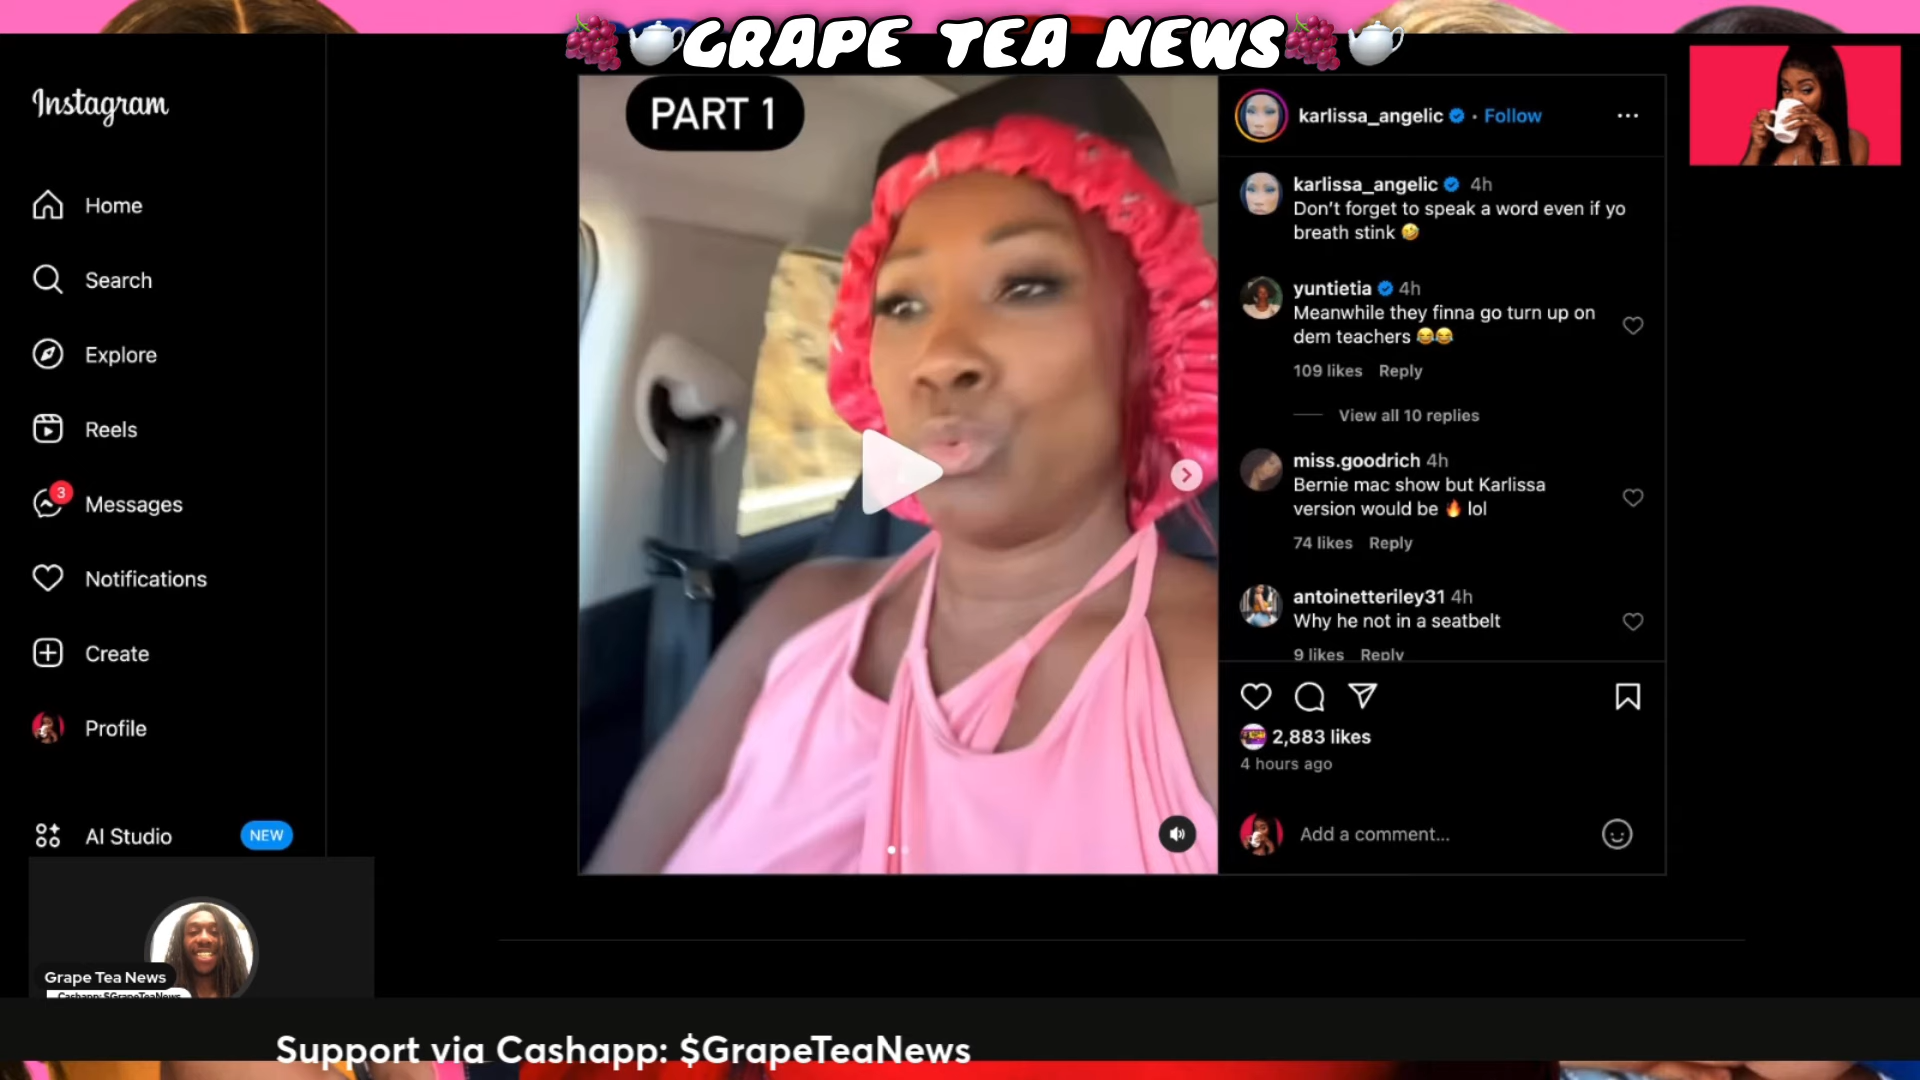 GRAPE TEA NEWS
Instagram
Home
Search
Explore
Reels
3
Messages
Notifications
Create
Profile
AI Studio
NEW
PART 1
karlissa_angelic · Follow
karlissa_angelic 4h
Don't forget to speak a word even if yo
breath stink 🤣
yuntietia 4h
Meanwhile they finna go turn up on
dem teachers 😂😂
109 likes Reply
View all 10 replies
miss.goodrich 4h
Bernie mac show but Karlissa
version would be 🔥 lol
74 likes Reply
antoinetteriley31 4h
Why he not in a seatbelt
9 likes Reply
2,883 likes
4 hours ago
Add a comment...
Grape Tea News
Cashapp: $GrapeTeaNews
Support via Cashapp: $GrapeTeaNews